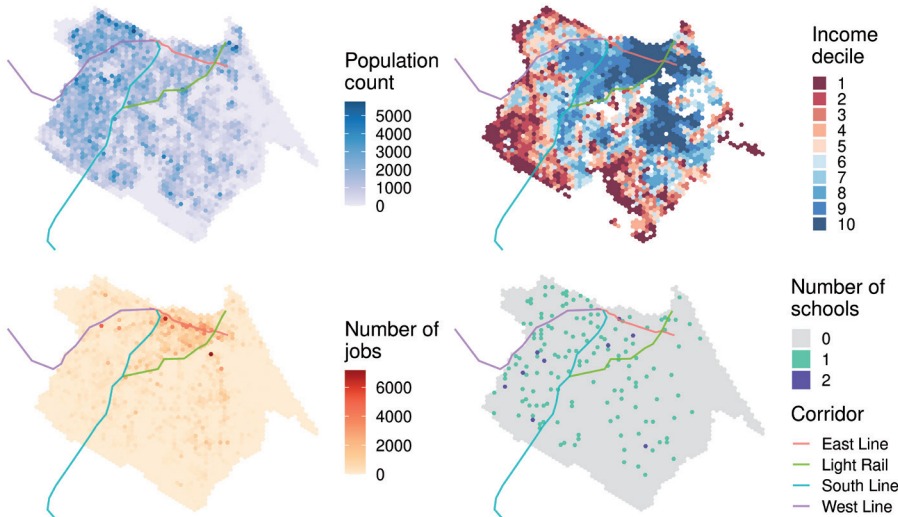 Population
count
5000
4000
3000
2000
1000
0
Income
decile
1
2
3
4
5
6
7
8
9
10
Number of
jobs
6000
4000
2000
0
Number of
schools
0
1
2
Corridor
East Line
Light Rail
South Line
West Line